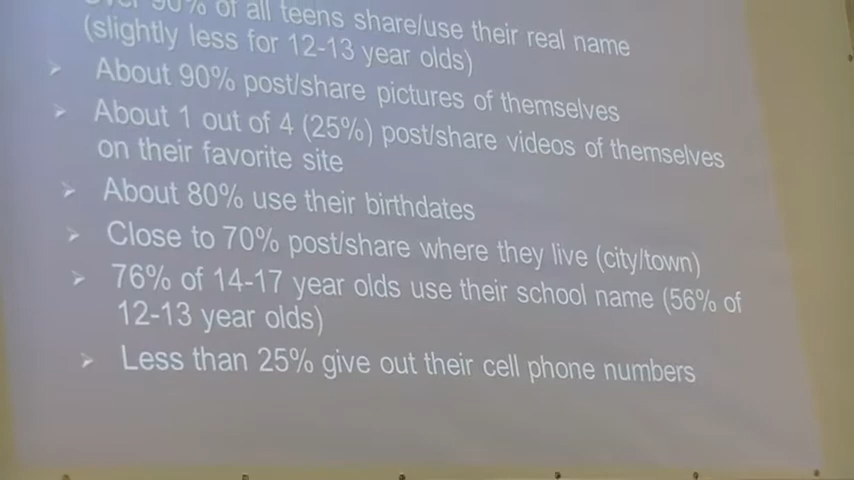 Over 90% of all teens share/use their real name
(slightly less for 12-13 year olds)
About 90% post/share pictures of themselves
About 1 out of 4 (25%) post/share videos of themselves
on their favorite site
About 80% use their birthdates
Close to 70% post/share where they live (city/town)
76% of 14-17 year olds use their school name (56% of
12-13 year olds)
Less than 25% give out their cell phone numbers